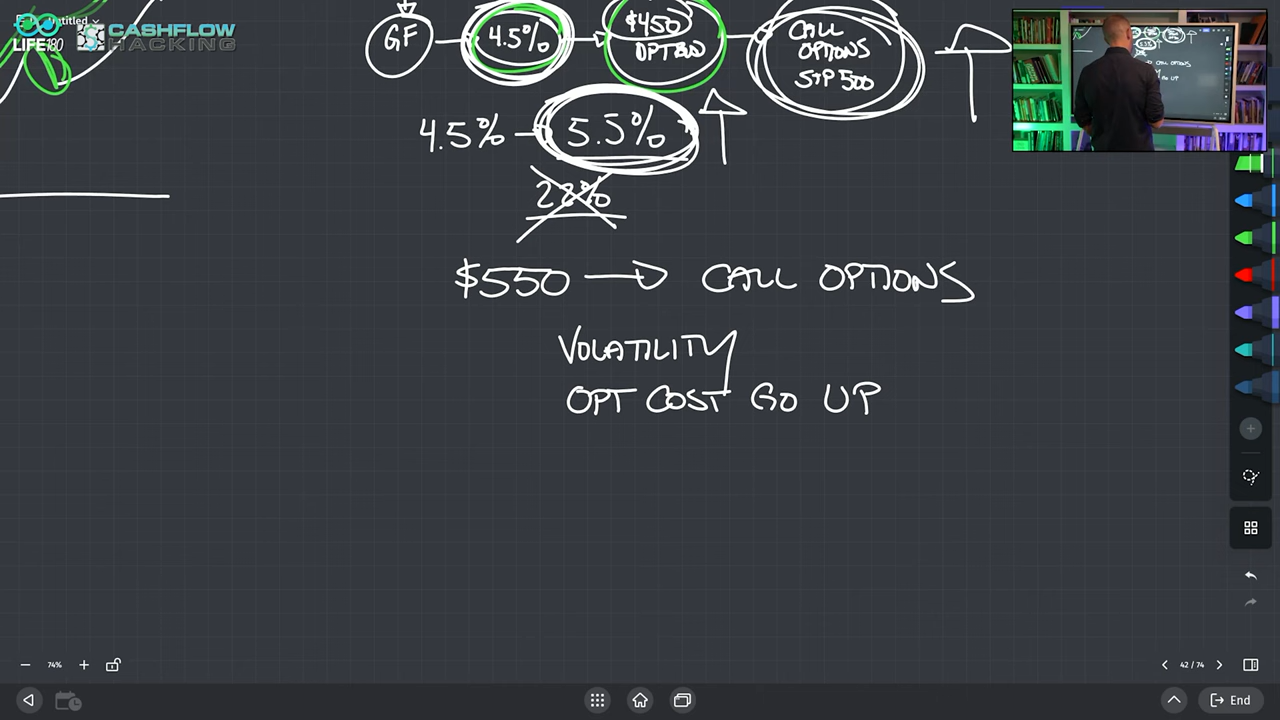 Untitled
LIFE180
CASHFLOW
HACKING
GF
4.5%
$450
OPTION
CALL
OPTIONS
S+P 500
4.5%
5.5%
$550
CALL OPTIONS
VOLATILITY
OPT COST GO UP
74%
42 / 74
End